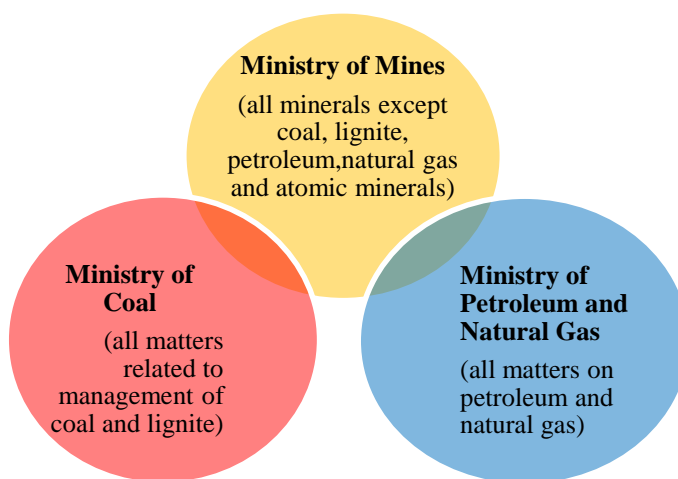 Ministry of Mines
(all minerals except
coal, lignite,
petroleum,natural gas
and atomic minerals)
Ministry of
Coal
(all matters
related to
management of
coal and lignite)
Ministry of
Petroleum and
Natural Gas
(all matters on
petroleum and
natural gas)